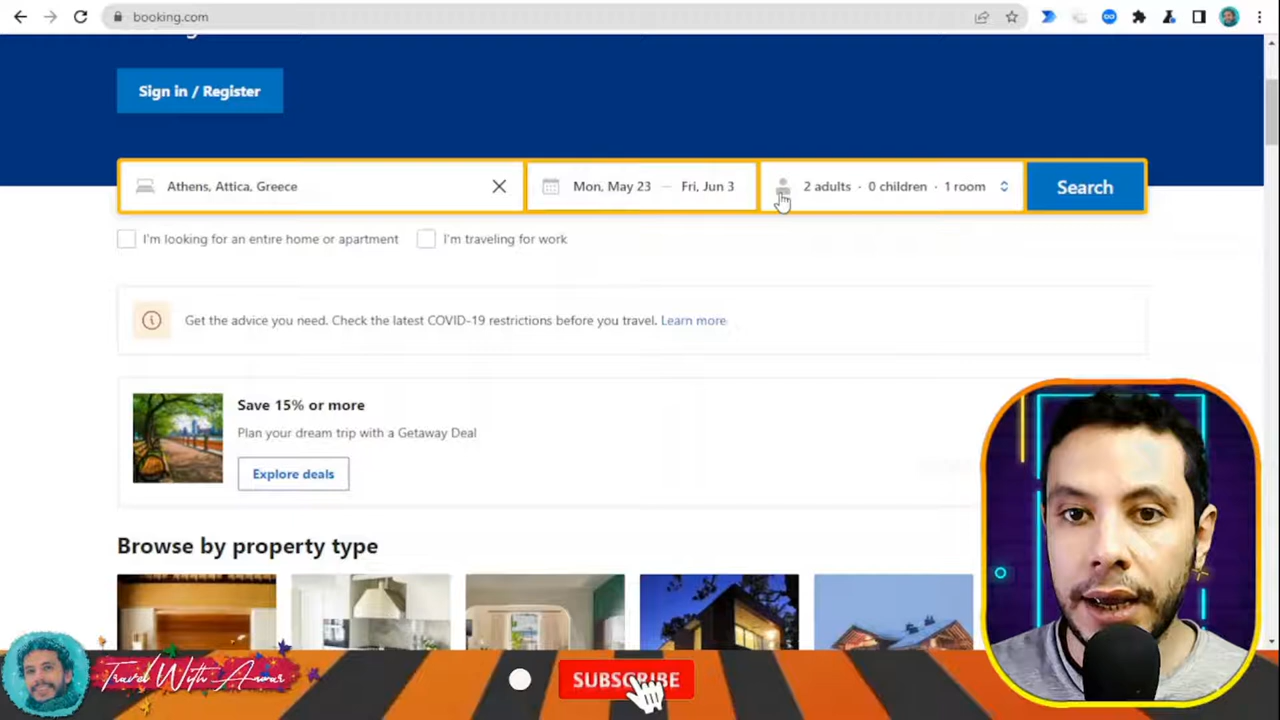 booking.com
Sign in / Register
Athens, Attica, Greece
Mon, May 23 — Fri, Jun 3
2 adults · 0 children · 1 room
Search
I'm looking for an entire home or apartment
I'm traveling for work
Get the advice you need. Check the latest COVID-19 restrictions before you travel. Learn more
Save 15% or more
Plan your dream trip with a Getaway Deal
Explore deals
Browse by property type
Travel With Anwar
SUBSCRIBE